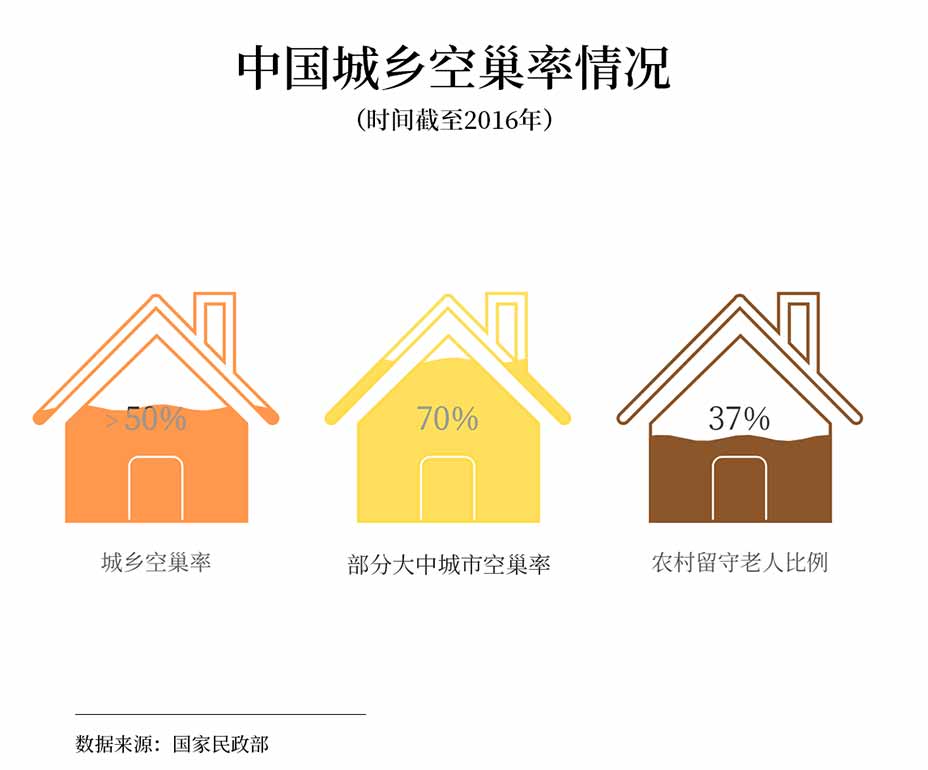 中国城乡空巢率情况
（时间截至2016年）
>50%
70%
37%
城乡空巢率
部分大中城市空巢率
农村留守老人比例
数据来源：国家民政部